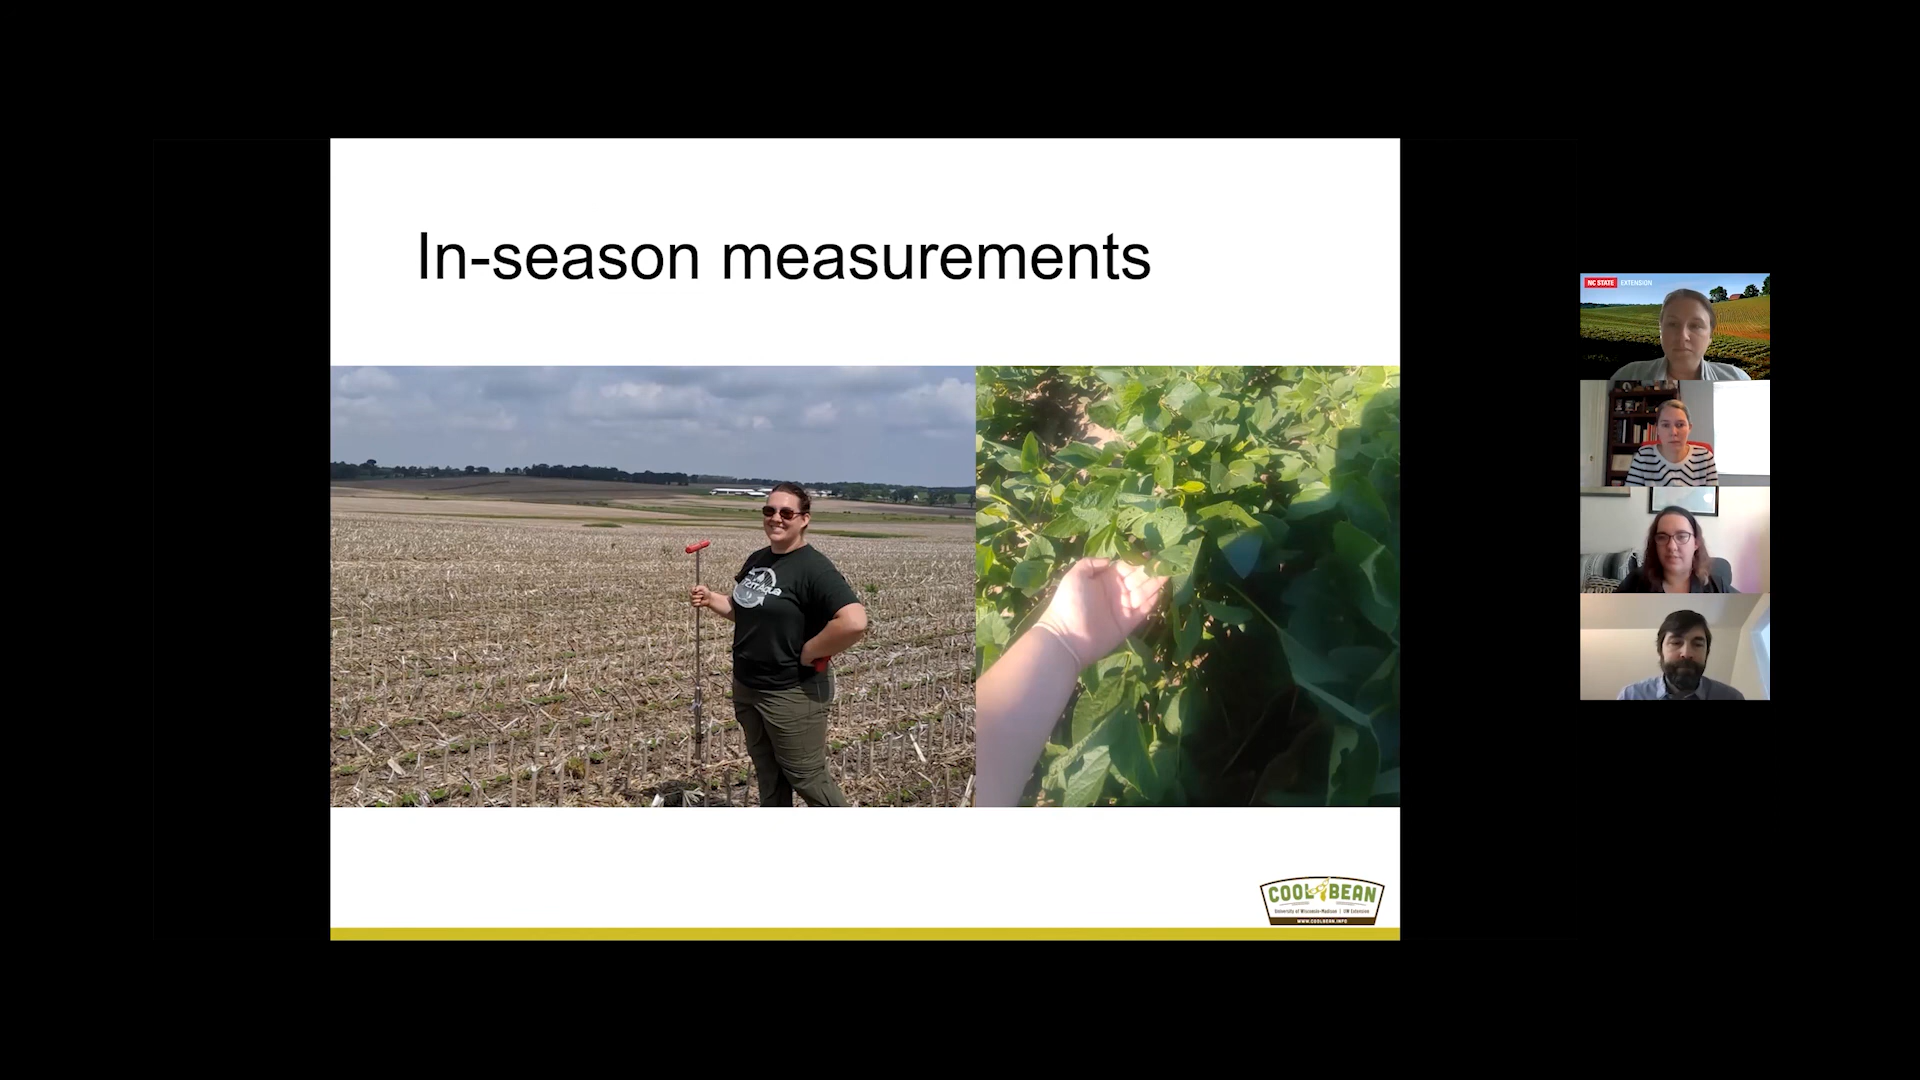 In-season measurements
NC STATE EXTENSION
COOL BEAN
University of Wisconsin-Madison | UW Extension
WWW.COOLBEAN.INFO